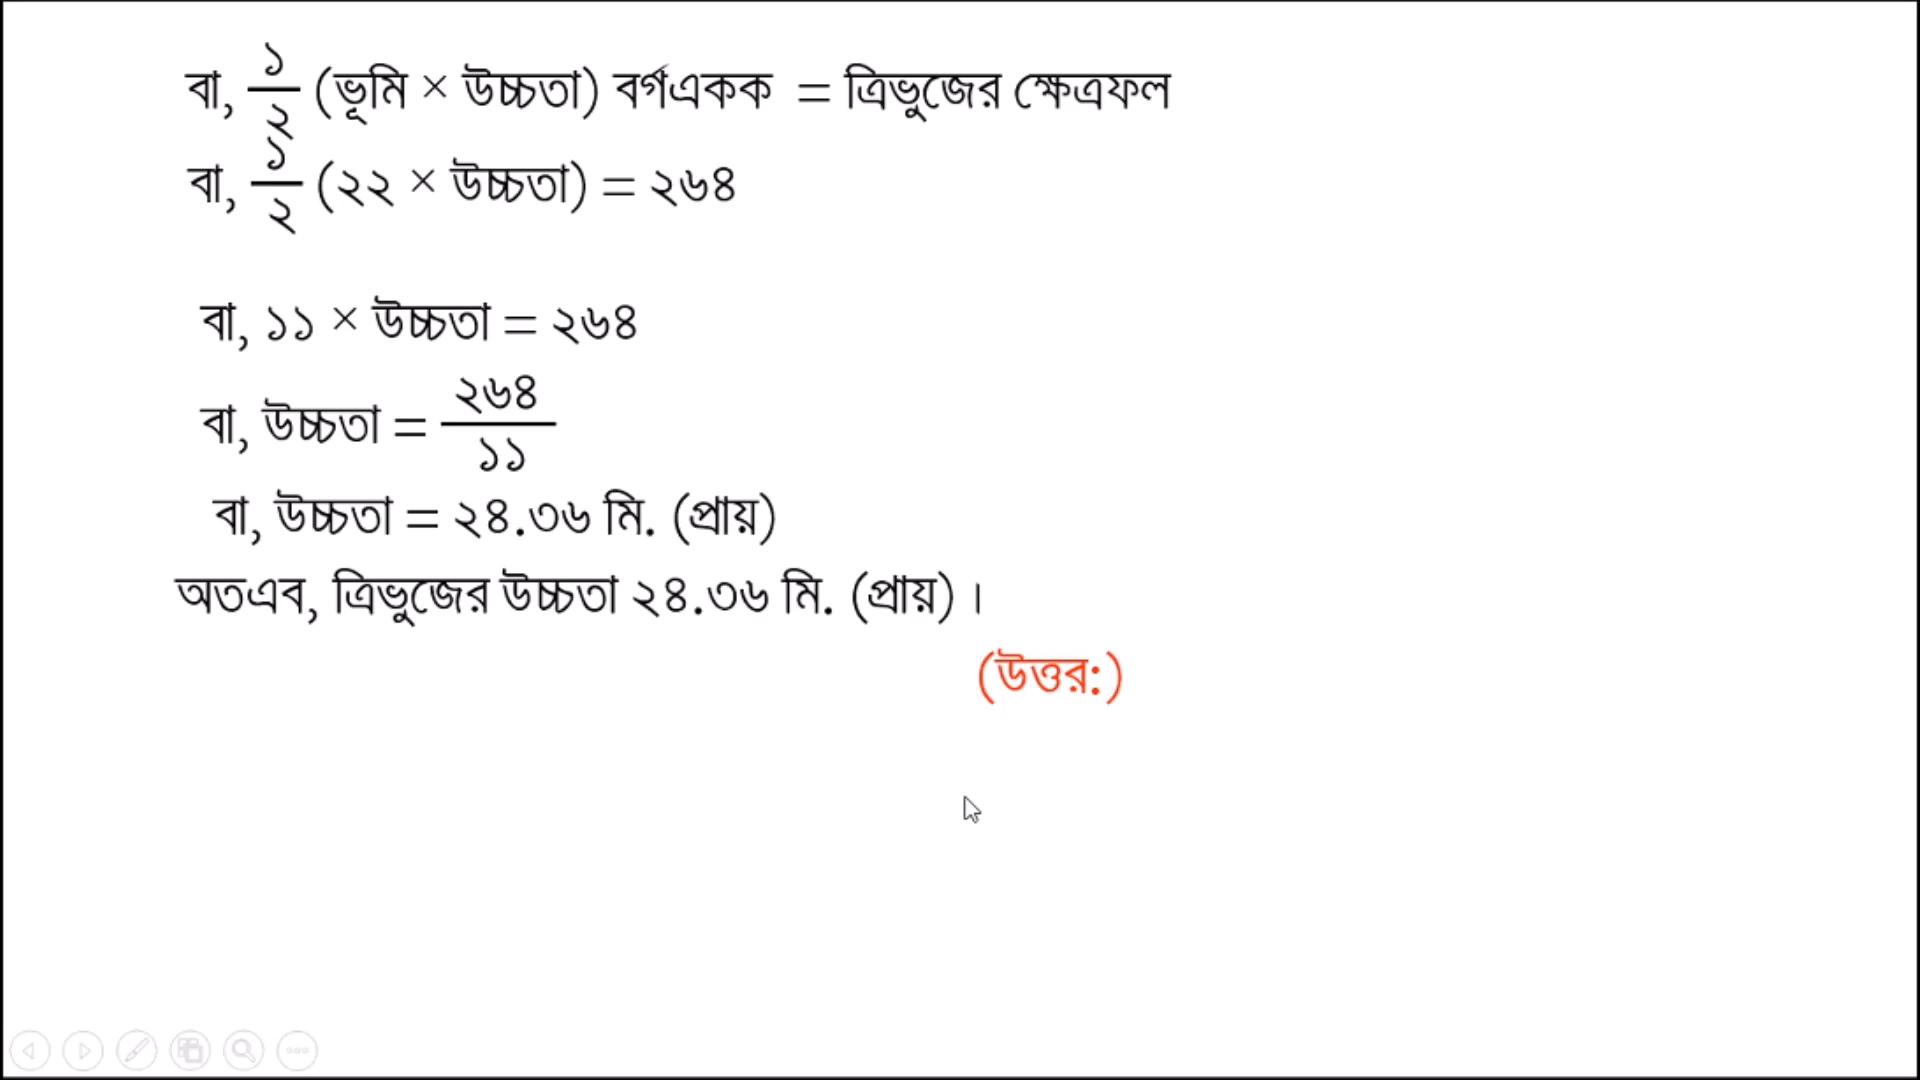 বা, ১/২ (ভূমি × উচ্চতা) বর্গএকক = ত্রিভুজের ক্ষেত্রফল
বা, ১/২ (২২ × উচ্চতা) = ২৬৪
বা, ১১ × উচ্চতা = ২৬৪
বা, উচ্চতা = ২৬৪/১১
বা, উচ্চতা = ২৪.৩৬ মি. (প্রায়)
অতএব, ত্রিভুজের উচ্চতা ২৪.৩৬ মি. (প্রায়) ।
(উত্তর:)